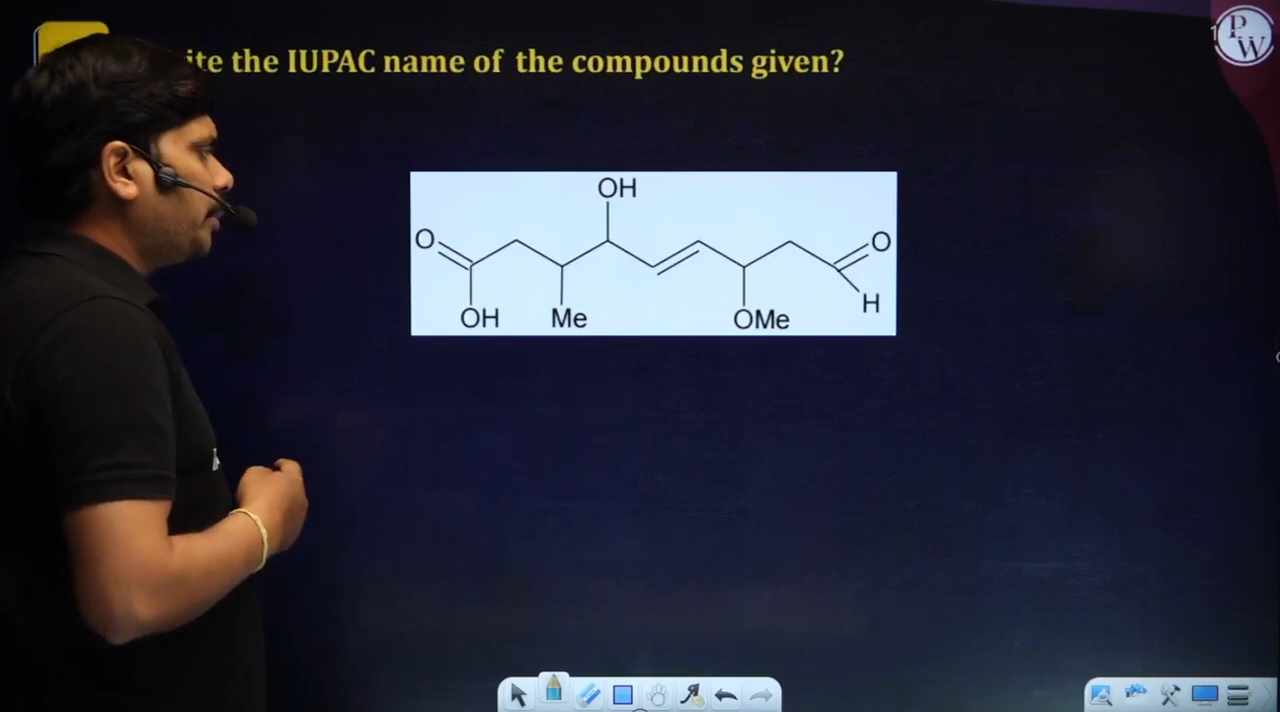 ite the IUPAC name of the compounds given?
OH
O
O
H
OH
Me
OMe
PW